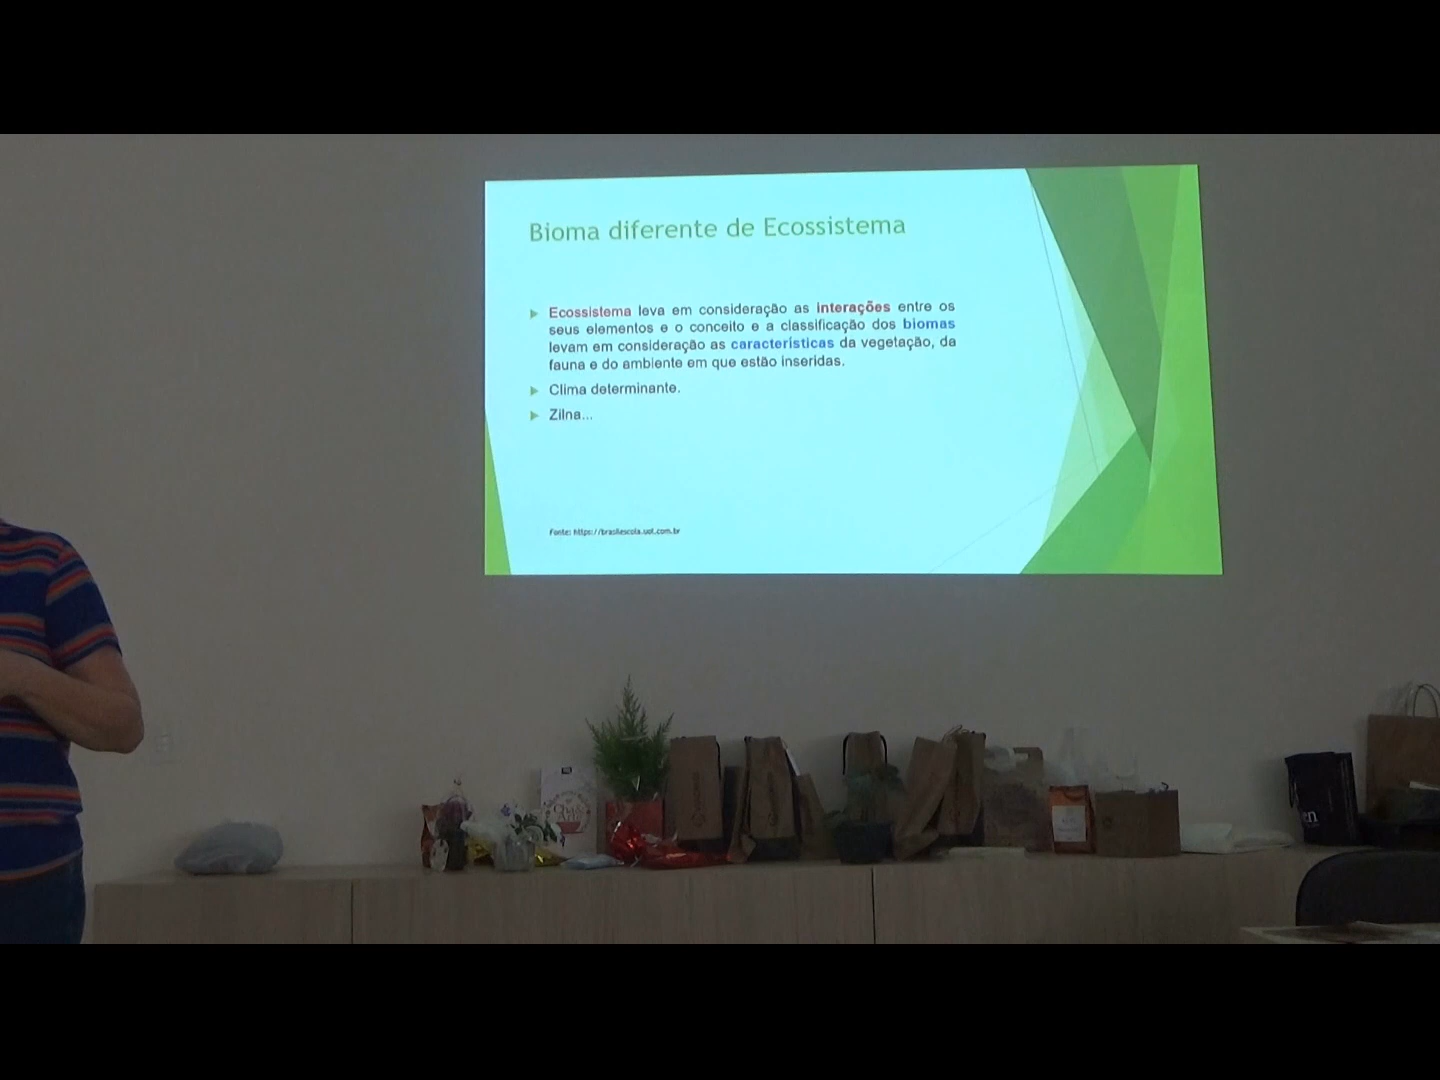 Bioma diferente de Ecossistema
Ecossistema leva em consideração as interações entre os
seus elementos e o conceito e a classificação dos biomas
levam em consideração as características da vegetação, da
fauna e do ambiente em que estão inseridas.
Clima determinante.
Zilna...
Fonte: https://brasilescola.uol.com.br